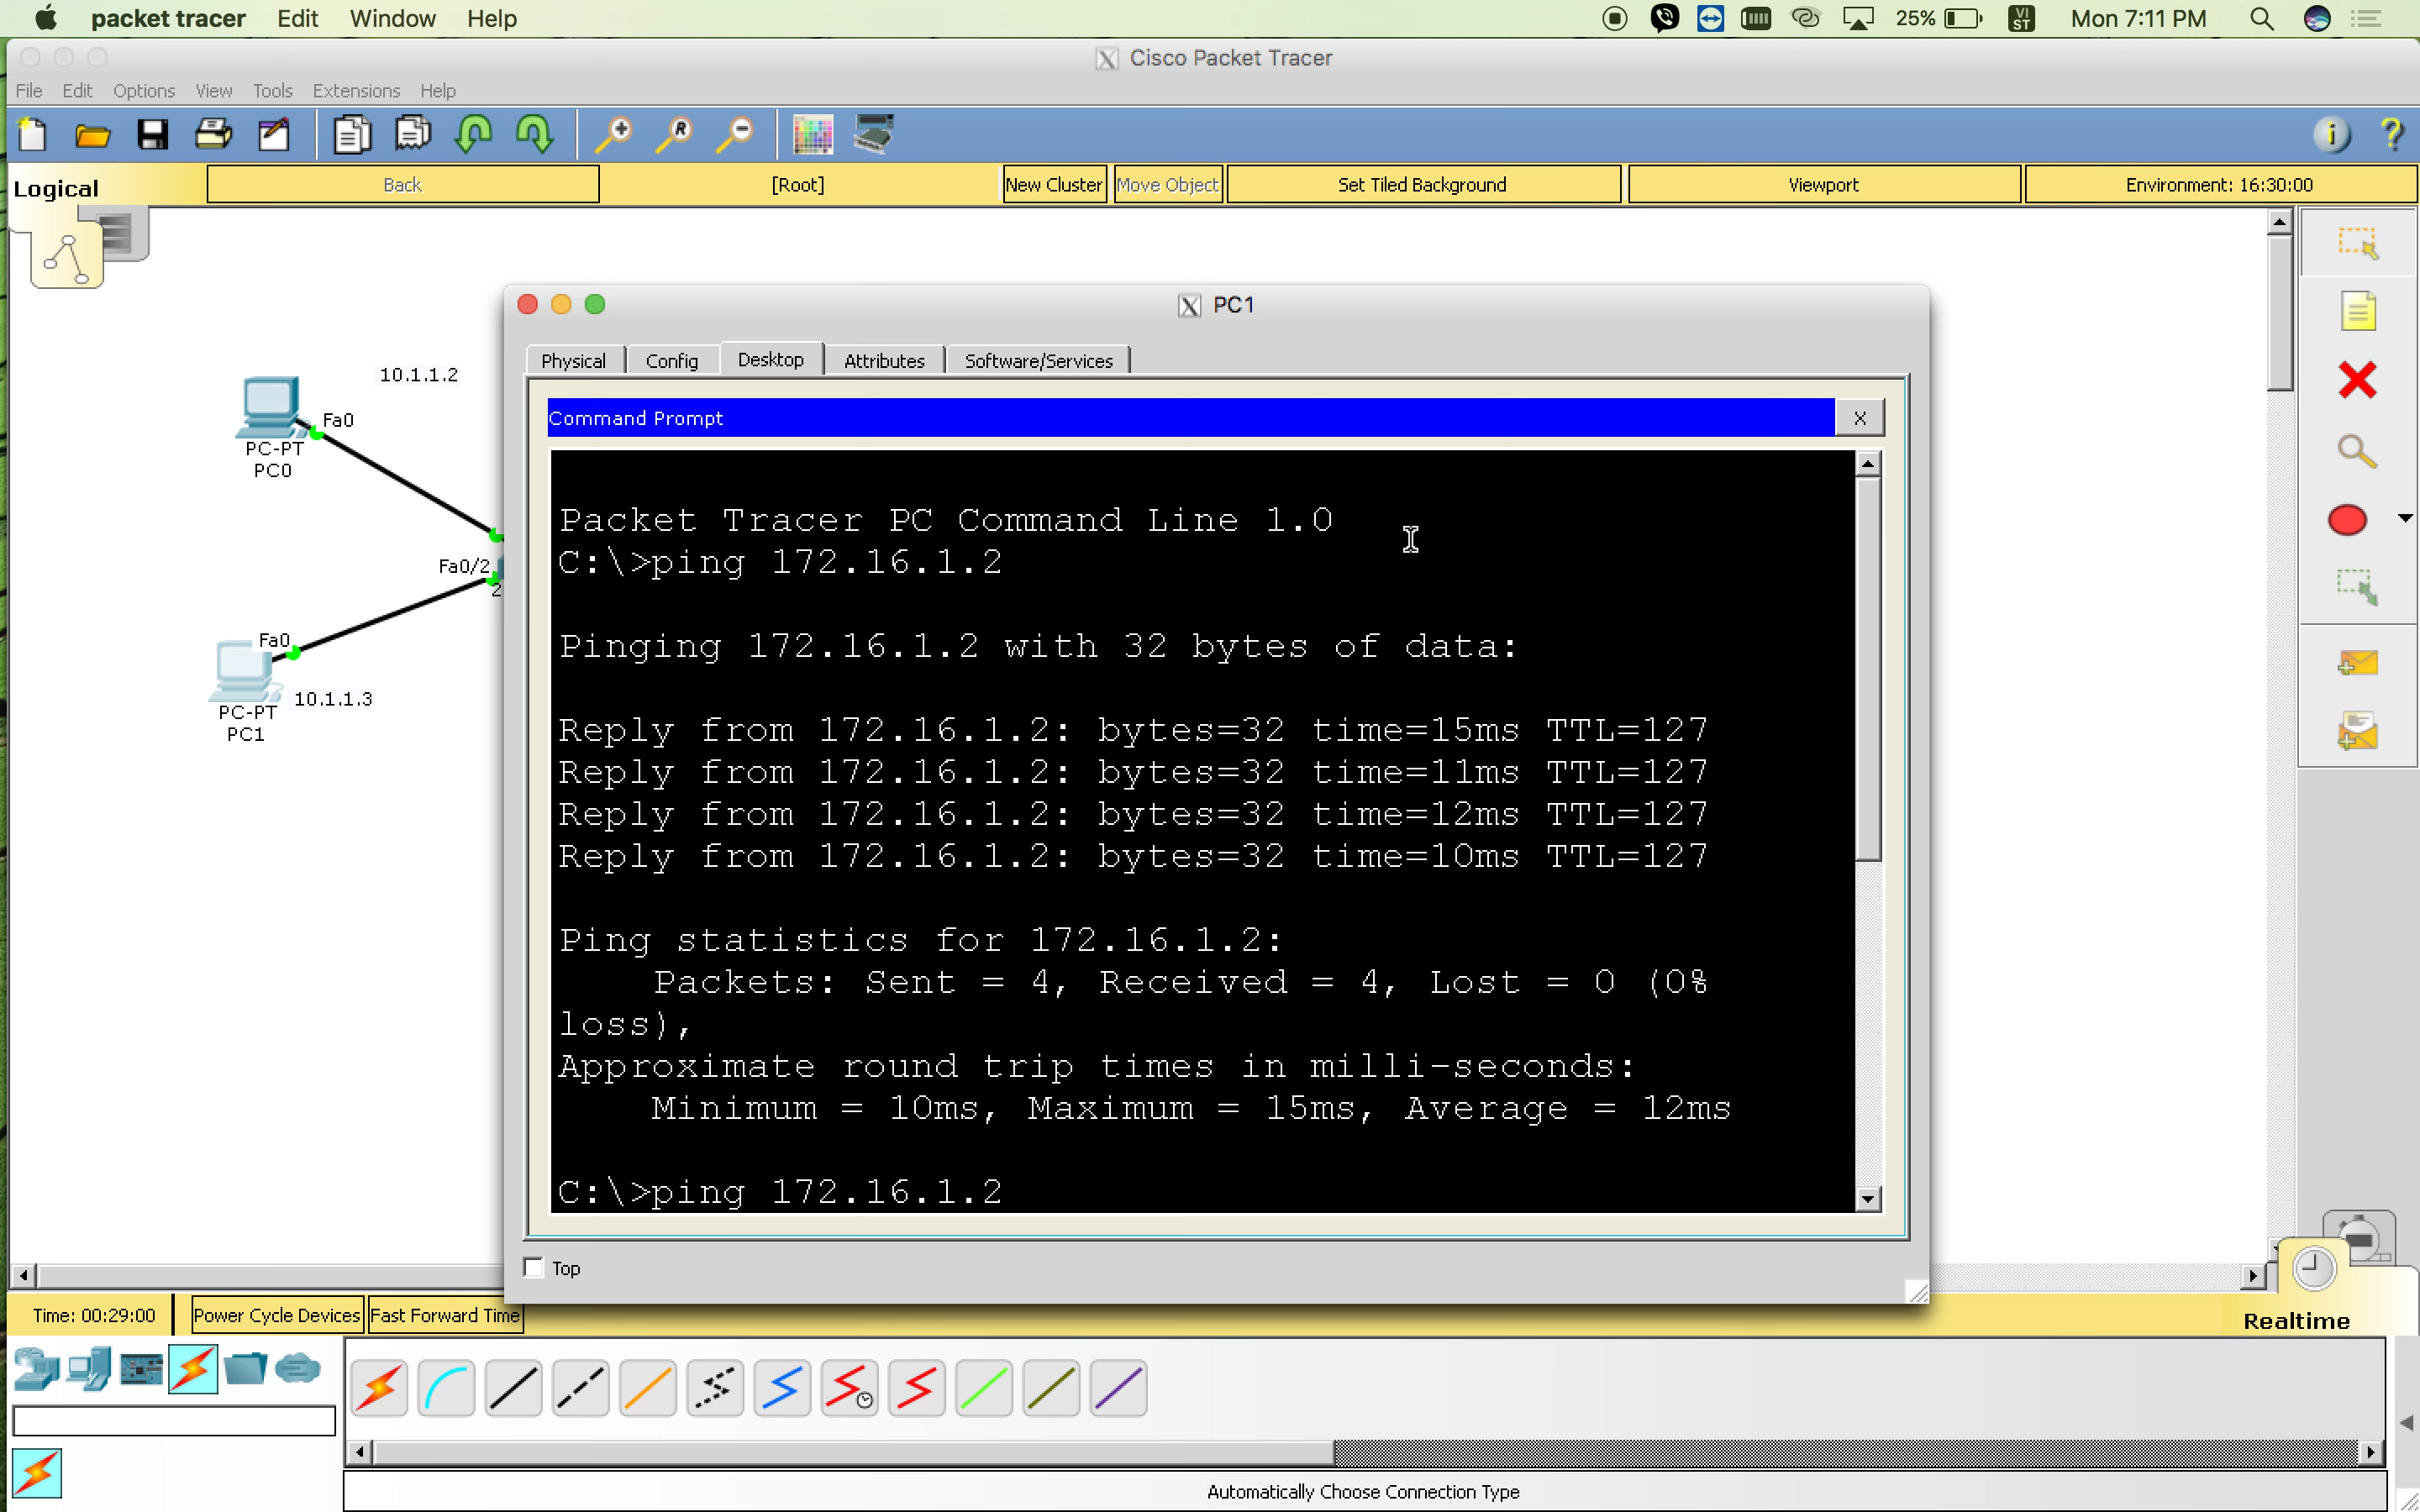 packet tracer Edit Window Help 25% VI ST Mon 7:11 PM
X Cisco Packet Tracer
File Edit Options View Tools Extensions Help
R i ?
Logical Back [Root] New Cluster Move Object Set Tiled Background Viewport Environment: 16:30:00
10.1.1.2
Fa0
PC-PT
PC0
Fa0/2
2
Fa0
10.1.1.3
PC-PT
PC1
X PC1
Physical Config Desktop Attributes Software/Services
Command Prompt X
Packet Tracer PC Command Line 1.0
C:\>ping 172.16.1.2
Pinging 172.16.1.2 with 32 bytes of data:
Reply from 172.16.1.2: bytes=32 time=15ms TTL=127
Reply from 172.16.1.2: bytes=32 time=11ms TTL=127
Reply from 172.16.1.2: bytes=32 time=12ms TTL=127
Reply from 172.16.1.2: bytes=32 time=10ms TTL=127
Ping statistics for 172.16.1.2:
Packets: Sent = 4, Received = 4, Lost = 0 (0%
loss),
Approximate round trip times in milli-seconds:
Minimum = 10ms, Maximum = 15ms, Average = 12ms
C:\>ping 172.16.1.2
Top
Time: 00:29:00 Power Cycle Devices Fast Forward Time Realtime
Automatically Choose Connection Type